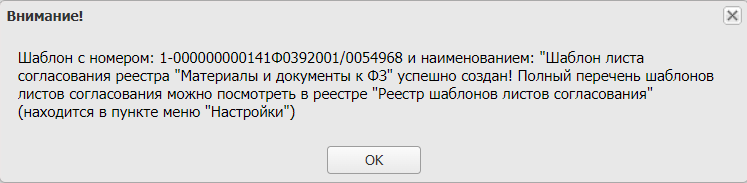 Внимание!
Шаблон с номером: 1-000000000141Ф0392001/0054968 и наименованием: "Шаблон листа
согласования реестра "Материалы и документы к ФЗ" успешно создан! Полный перечень шаблонов
листов согласования можно посмотреть в реестре "Реестр шаблонов листов согласования"
(находится в пункте меню "Настройки")
OK